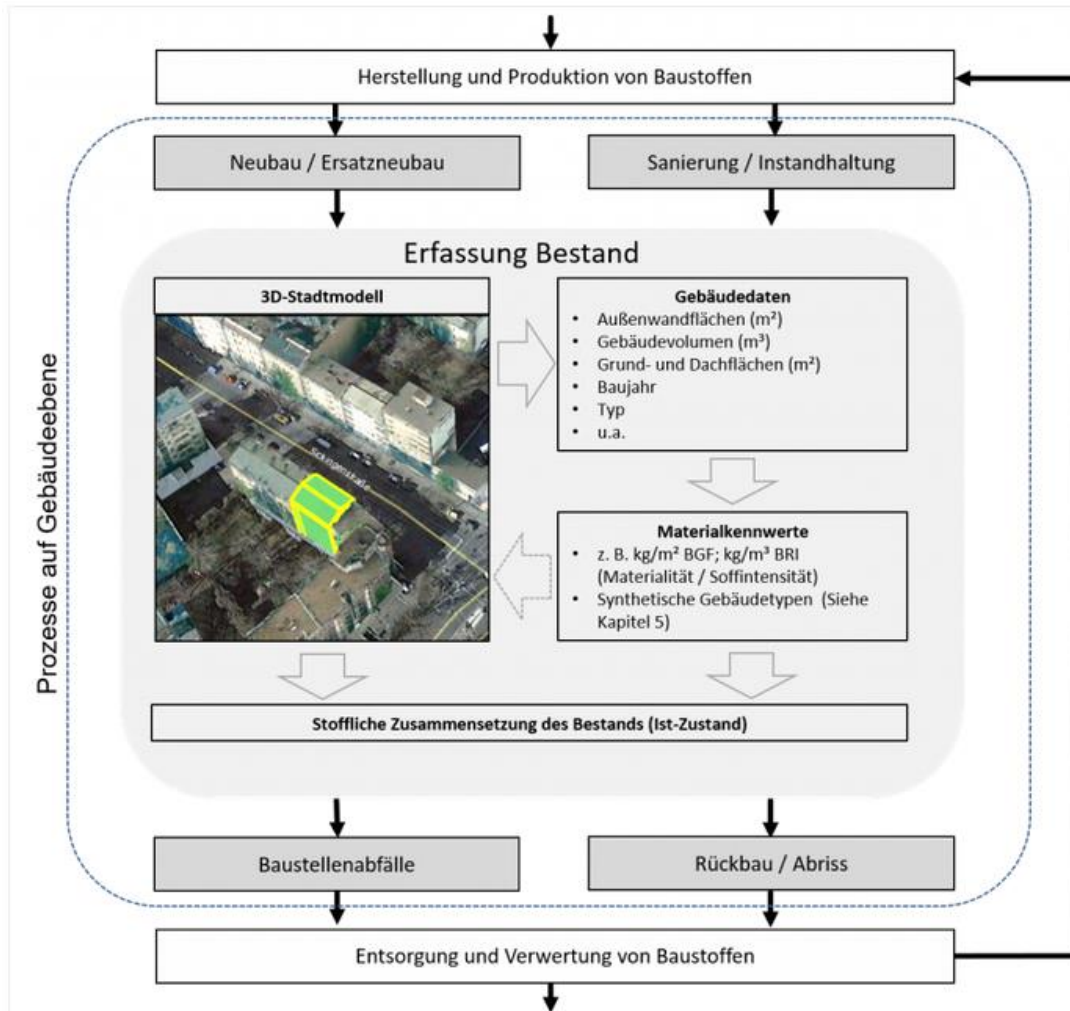 Herstellung und Produktion von Baustoffen
Neubau / Ersatzneubau
Sanierung / Instandhaltung
Prozesse auf Gebäudeebene
Erfassung Bestand
3D-Stadtmodell
Sickingenstraße
Gebäudedaten
• Außenwandflächen (m²)
• Gebäudevolumen (m³)
• Grund- und Dachflächen (m²)
• Baujahr
• Typ
• u.a.
Materialkennwerte
• z. B. kg/m² BGF; kg/m³ BRI
(Materialität / Soffintensität)
• Synthetische Gebäudetypen (Siehe
Kapitel 5)
Stoffliche Zusammensetzung des Bestands (Ist-Zustand)
Baustellenabfälle
Rückbau / Abriss
Entsorgung und Verwertung von Baustoffen